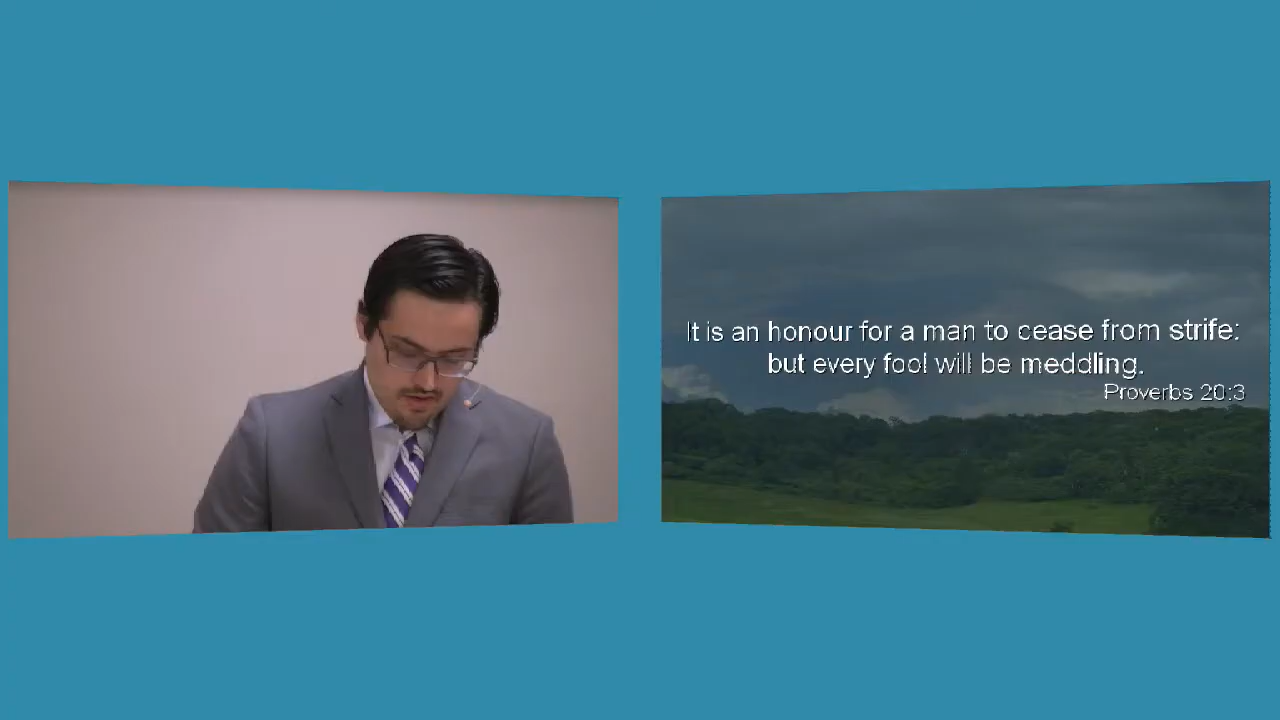 It is an honour for a man to cease from strife:
but every fool will be meddling.
Proverbs 20:3